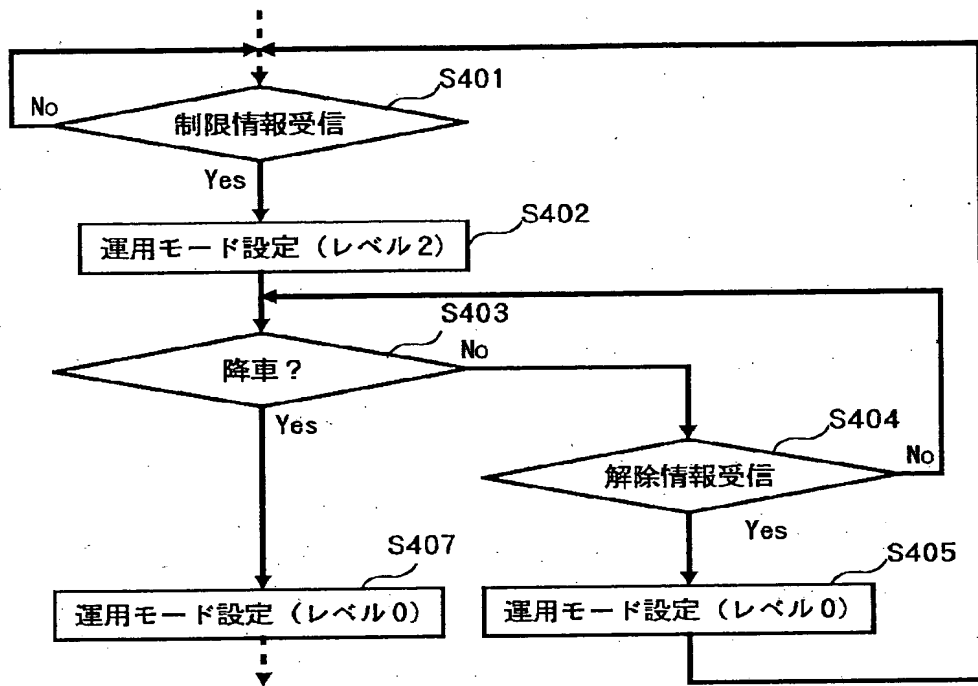 S401
No
制限情報受信
Yes
S402
運用モード設定（レベル2）
S403
降車？
No
Yes
S404
No
解除情報受信
Yes
S407
S405
運用モード設定（レベル0）
運用モード設定（レベル0）